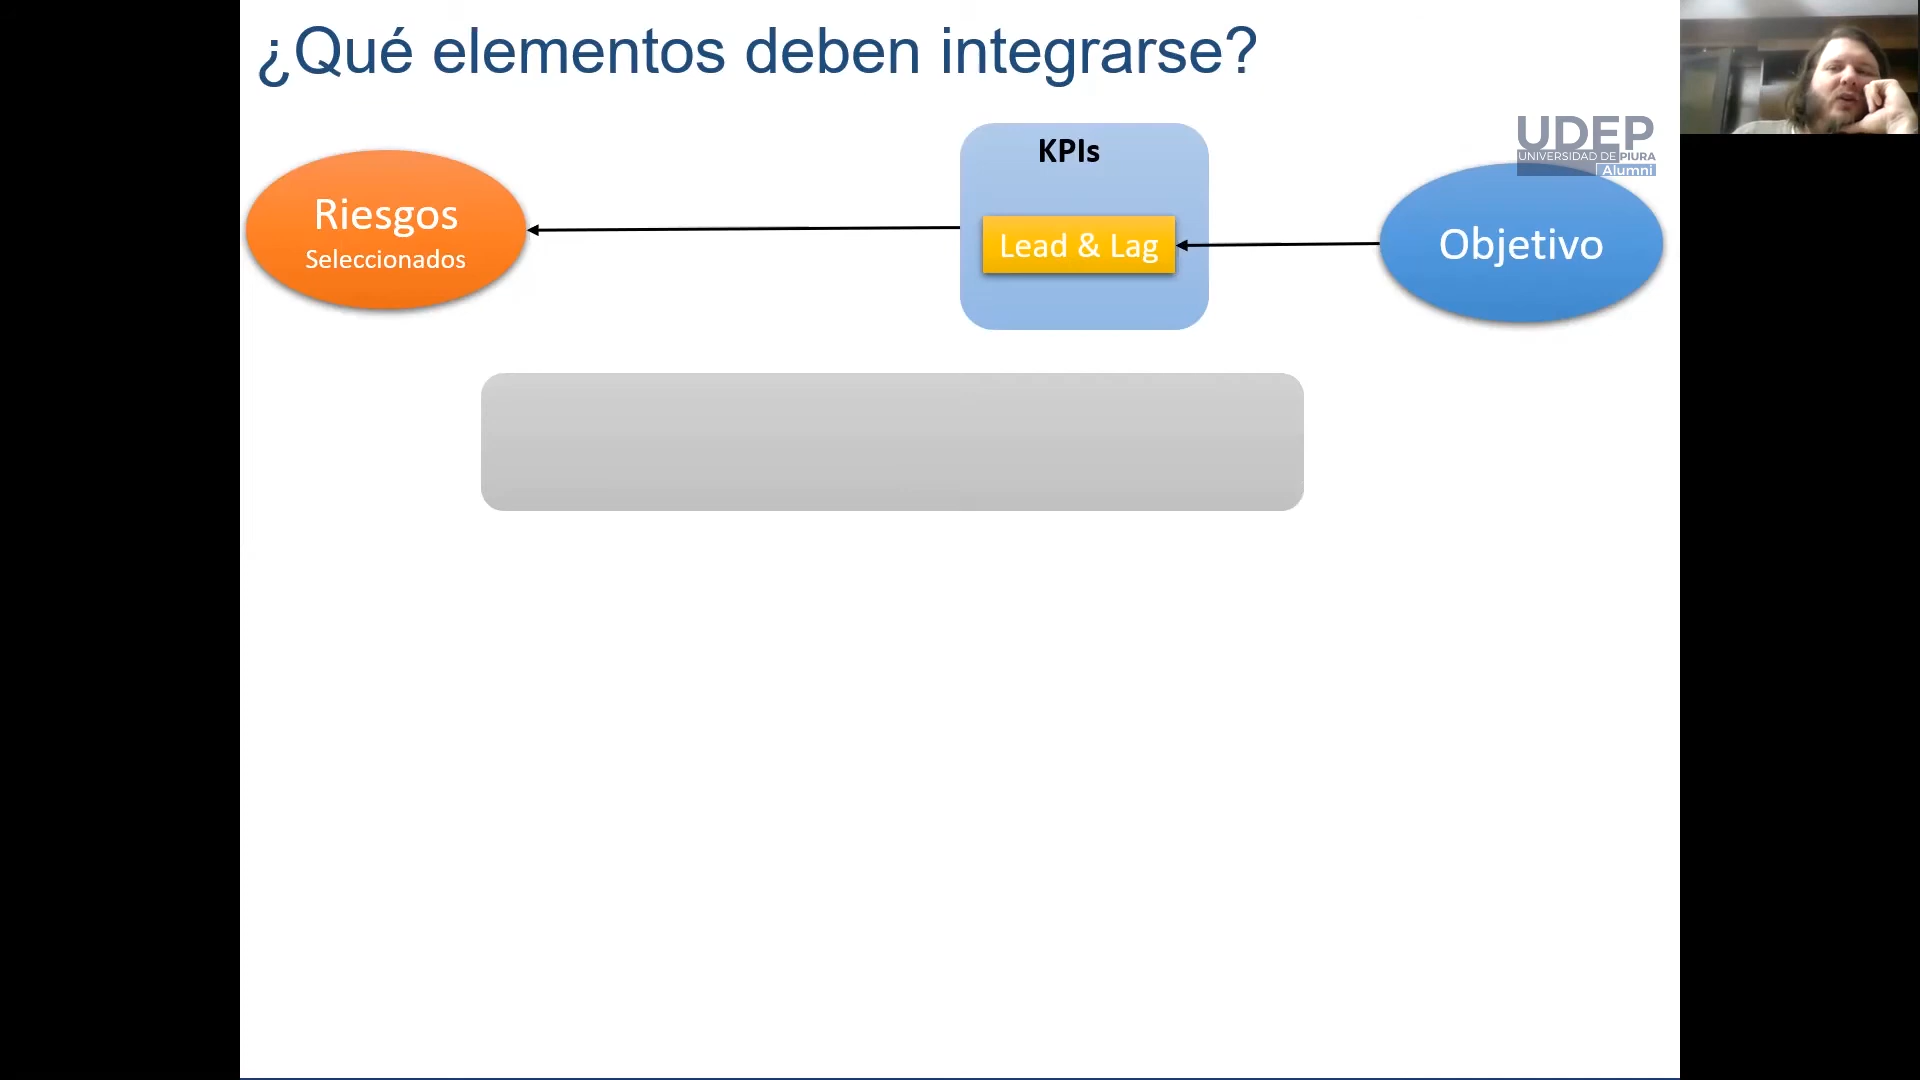 ¿Qué elementos deben integrarse?
KPIs
UDEP
UNIVERSIDAD DE PIURA
Alumni
Riesgos
Seleccionados
Lead & Lag
Objetivo